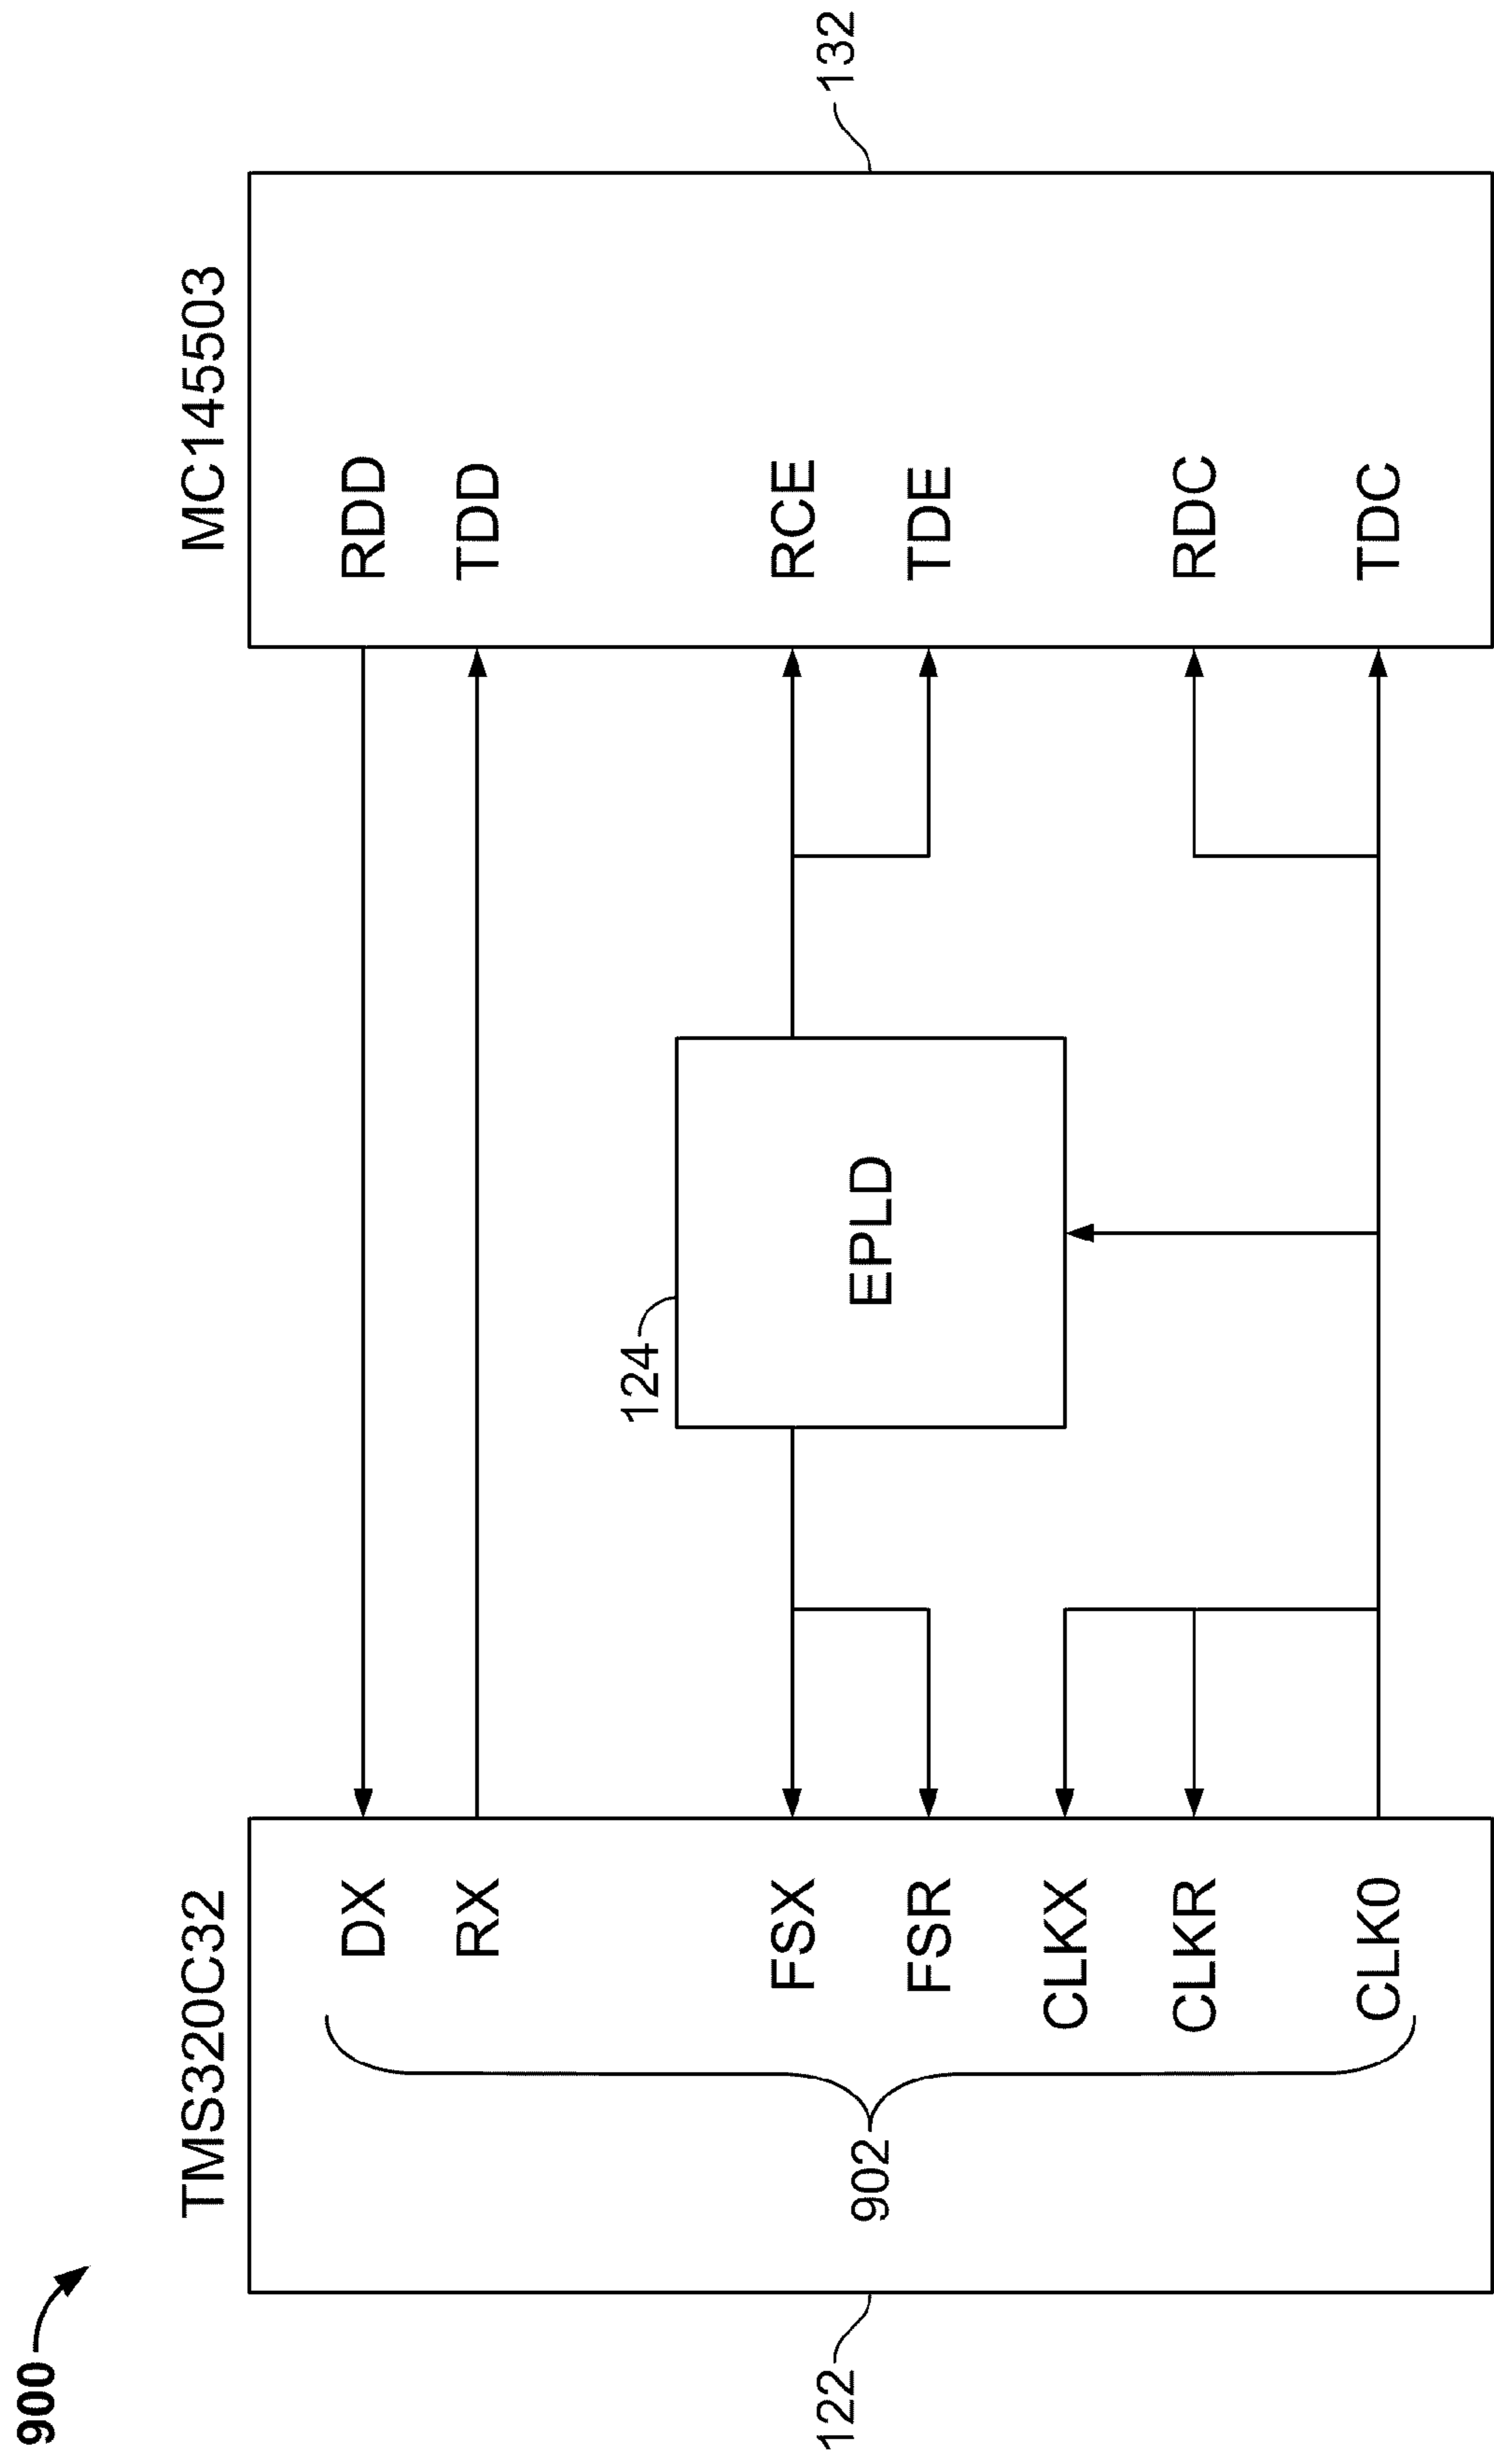 900
TMS320C32
MC145503
DX
RDD
RX
TDD
124
FSX
RCE
FSR
TDE
122
902
EPLD
132
CLKX
CLKR
RDC
CLK0
TDC